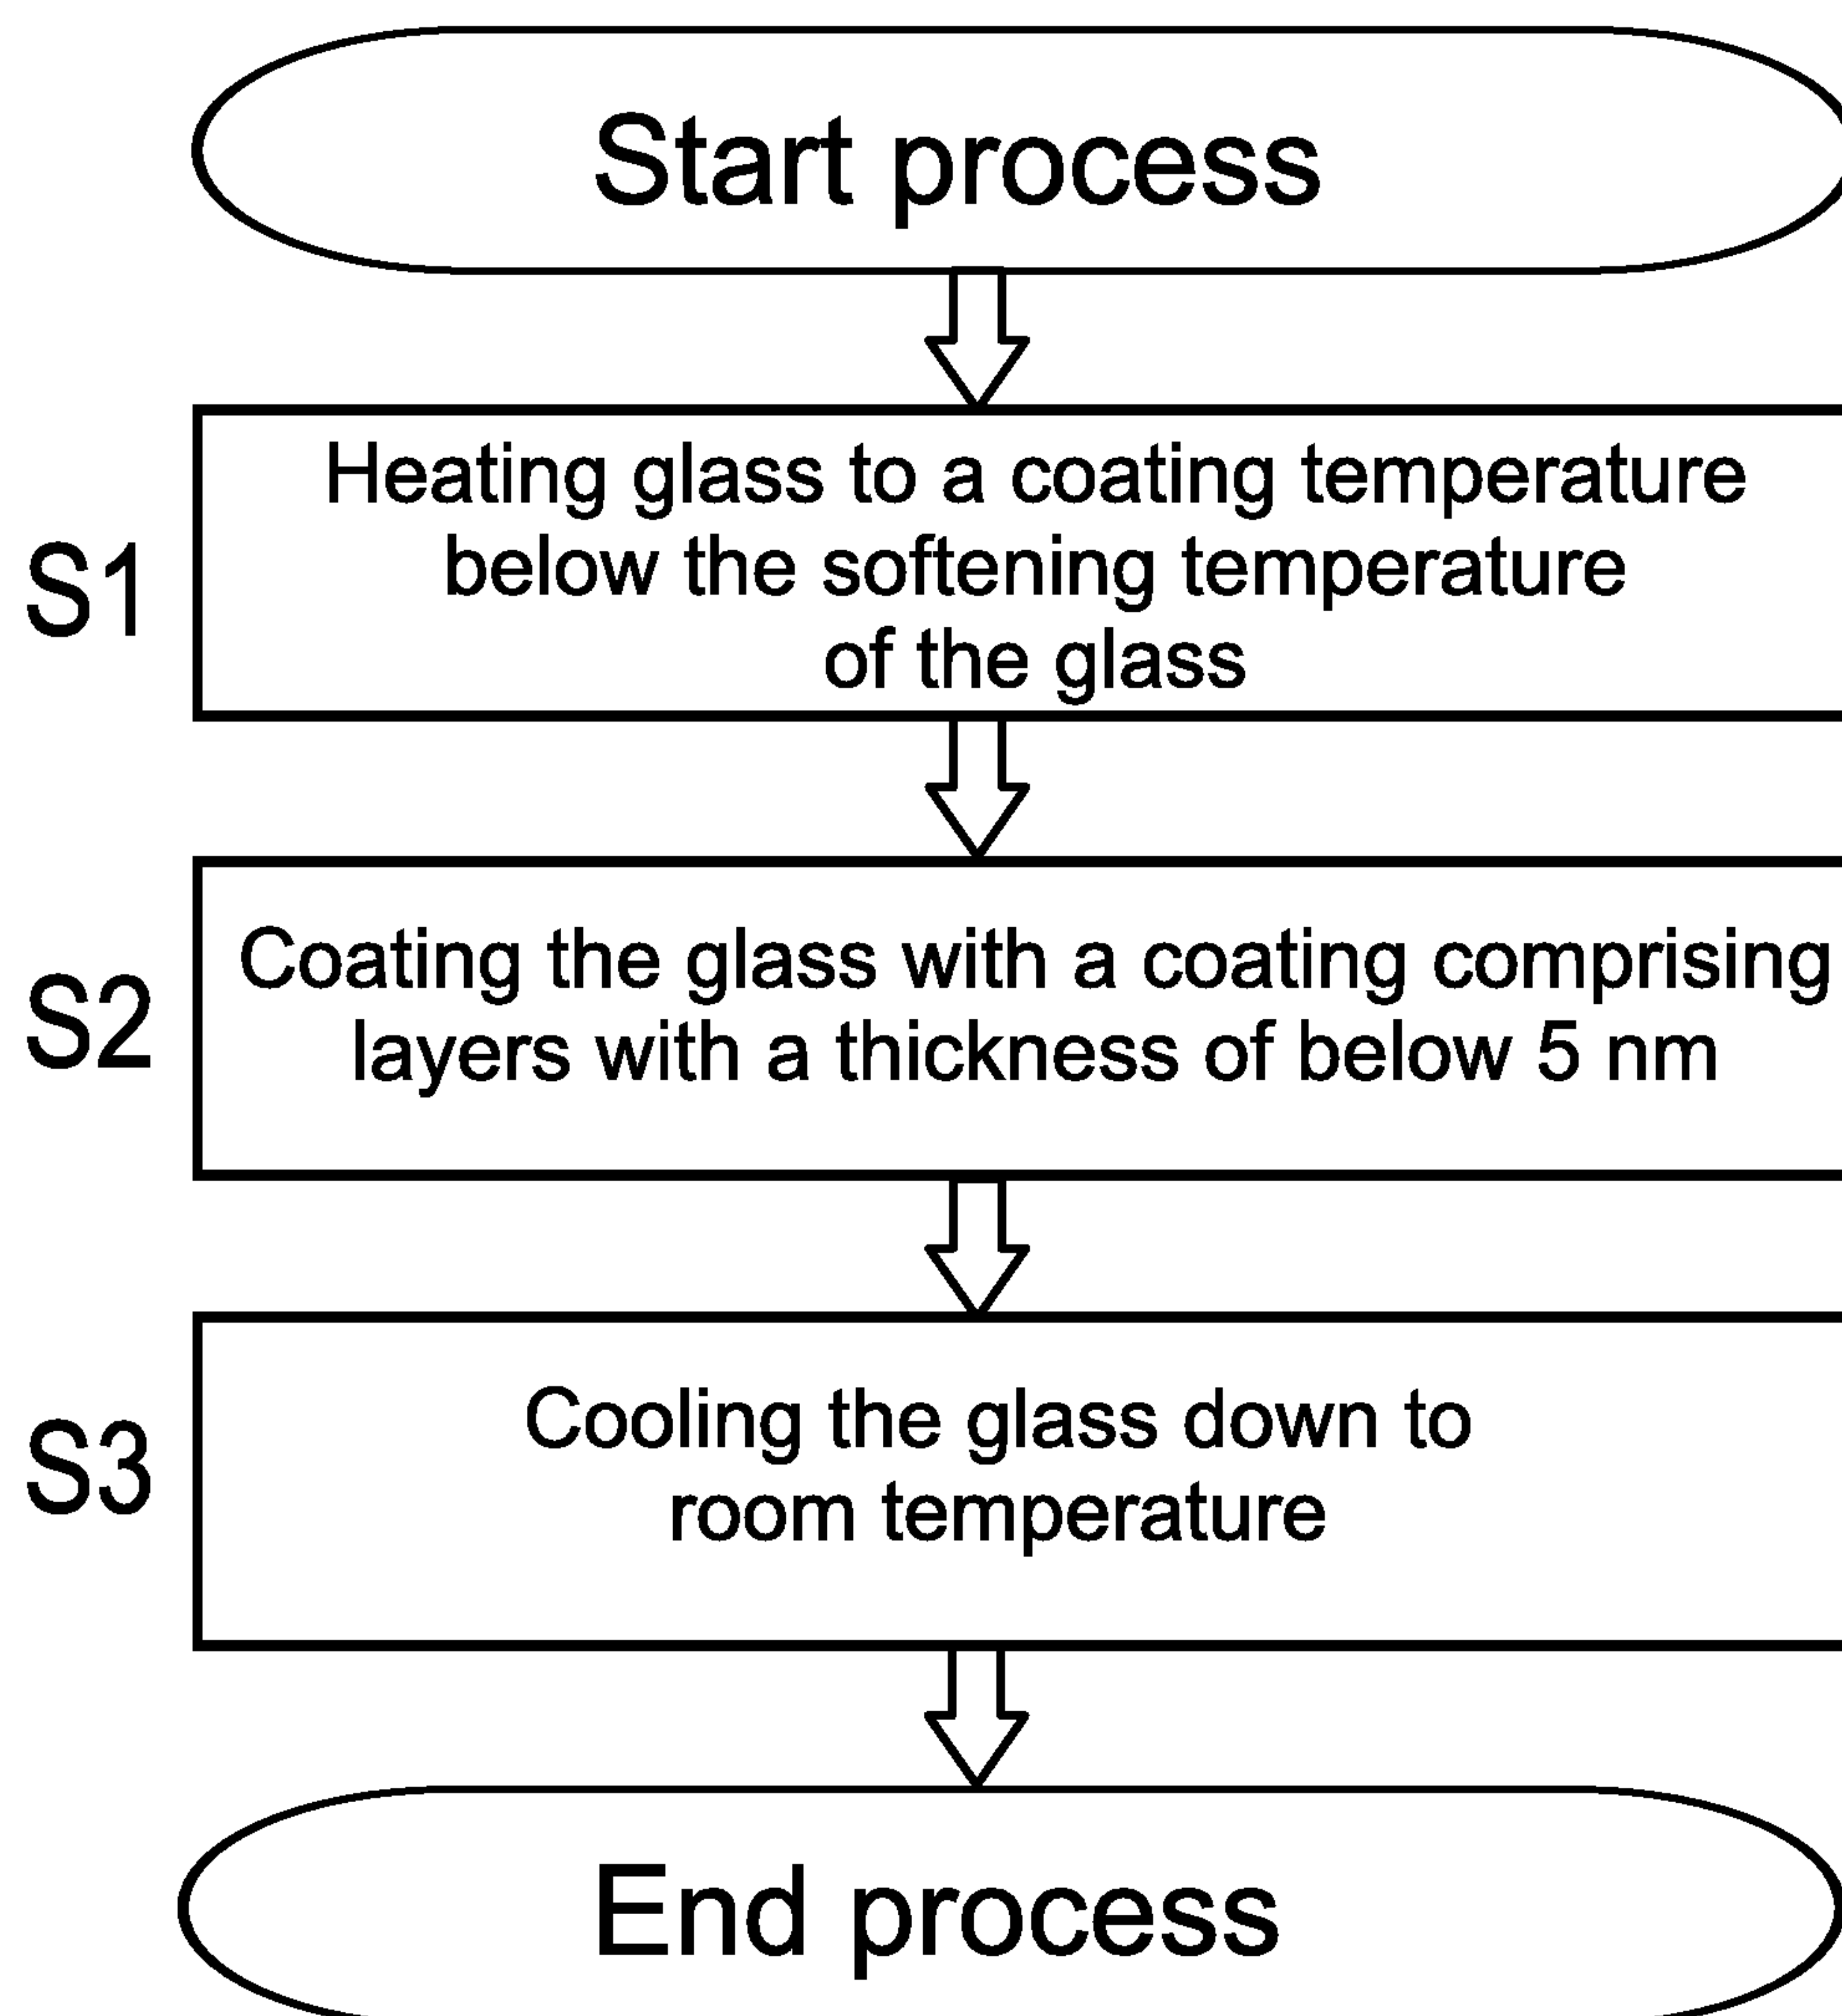 Start process
S1
Heating glass to a coating temperature
below the softening temperature
of the glass
S2
Coating the glass with a coating comprising
layers with a thickness of below 5 nm
S3
Cooling the glass down to
room temperature
End process